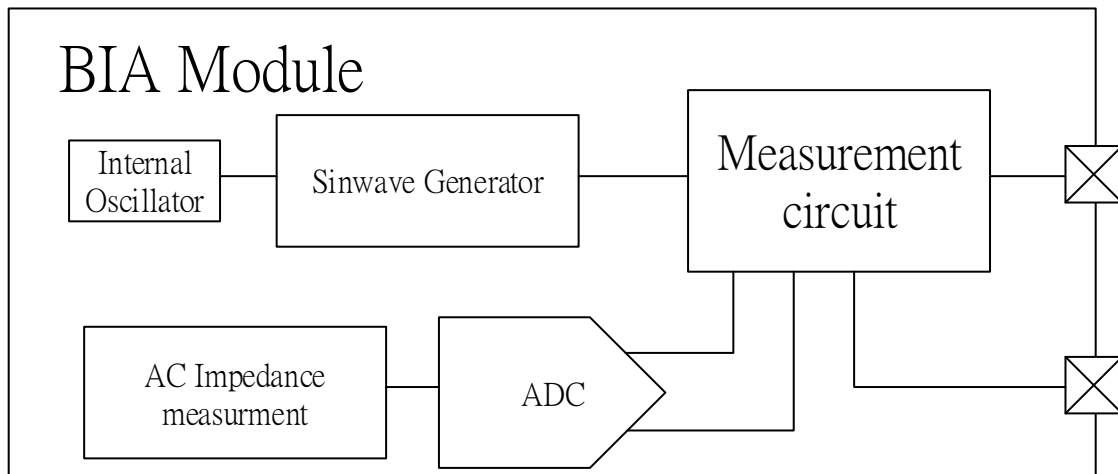 BIA Module
Internal
Oscillator
Sinwave Generator
Measurement
circuit
AC Impedance
measurment
ADC